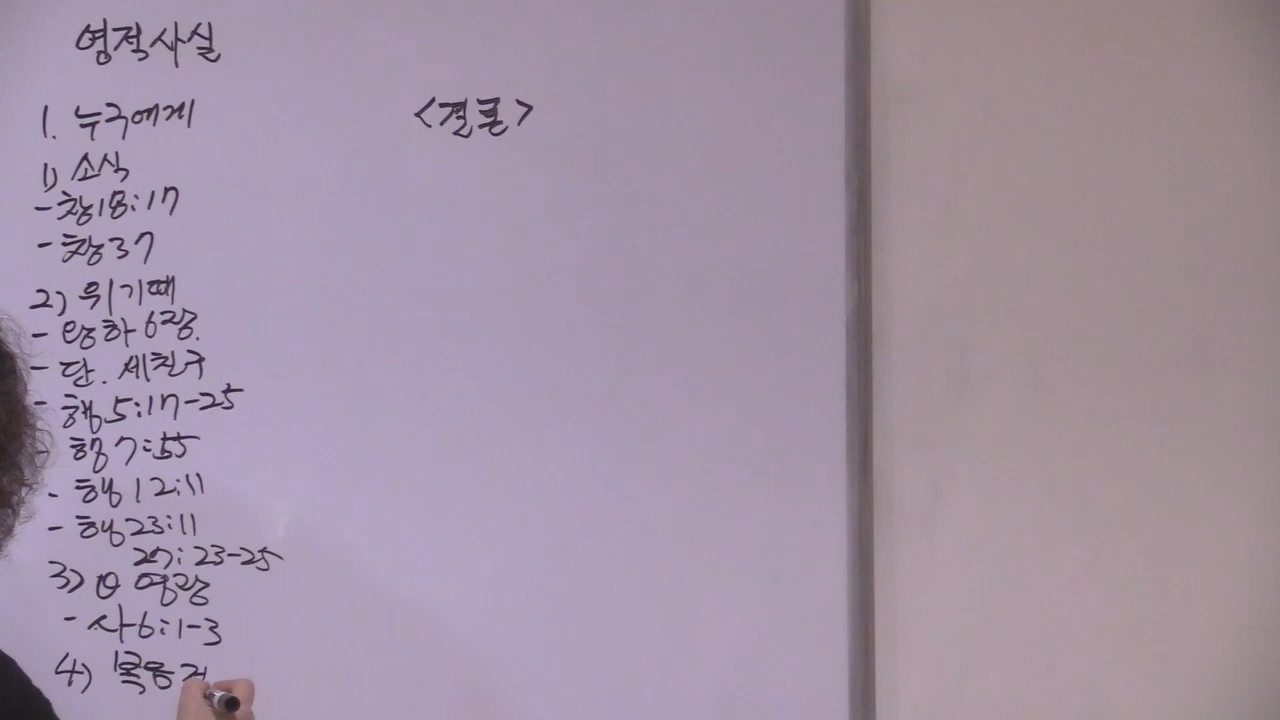 영적사실
1. 누구에게
1) 소식
- 창18:17
- 창37
2) 위기때
- 왕하 6장.
- 단. 세친구
- 행5:17-25
- 행7:55
- 행12:11
- 행23:11
27:23-25
3) θ 영광
- 사6:1-3
4) 복음
<결론>